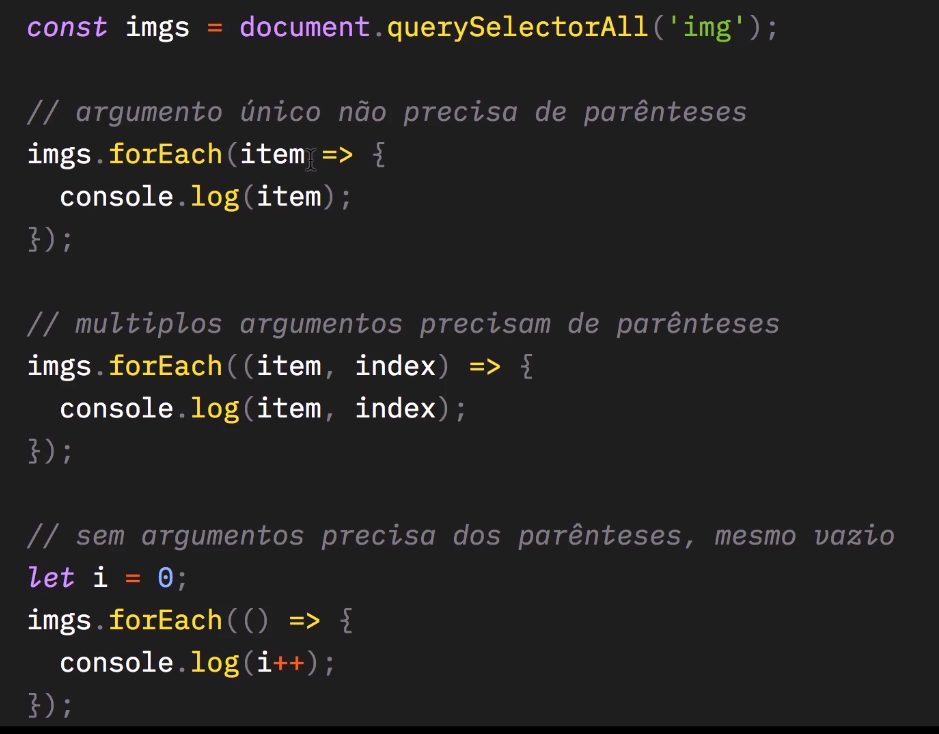 const imgs = document.querySelectorAll('img');
// argumento único não precisa de parênteses
imgs.forEach(item => {
  console.log(item);
});
// multiplos argumentos precisam de parênteses
imgs.forEach((item, index) => {
  console.log(item, index);
});
// sem argumentos precisa dos parênteses, mesmo vazio
let i = 0;
imgs.forEach(() => {
  console.log(i++);
});